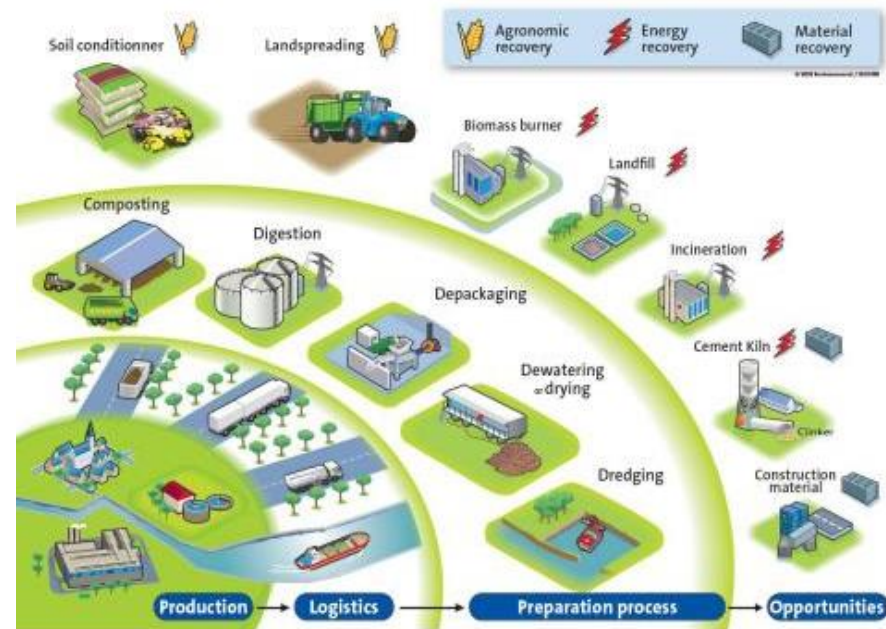 Soil conditionner
Landspreading
Agronomic
recovery
Energy
recovery
Material
recovery
Biomass burner
Landfill
Incineration
Cement Kiln
Clinker
Construction
material
Composting
Digestion
Depackaging
Dewatering
or drying
Dredging
Production
Logistics
Preparation process
Opportunities